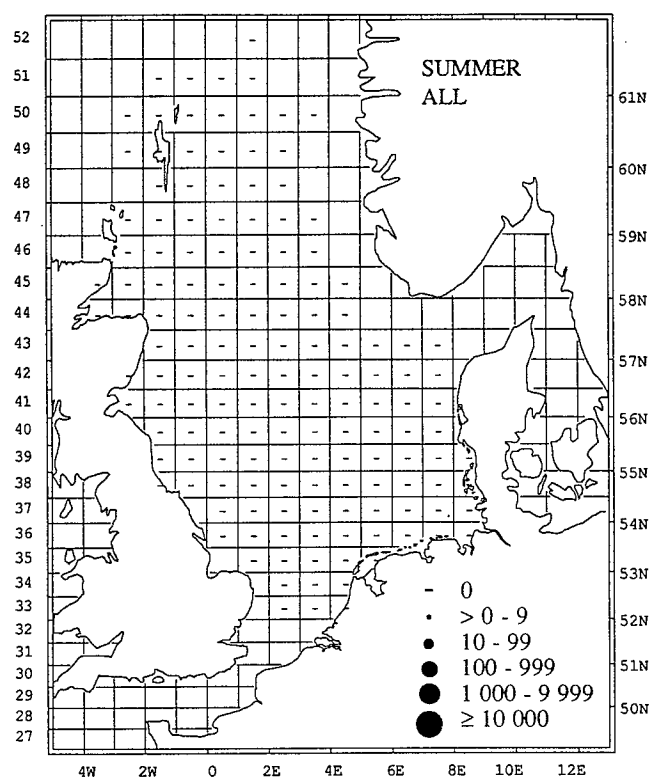 SUMMER
ALL
52
51
50
49
48
47
46
45
44
43
42
41
40
39
38
37
36
35
34
33
32
31
30
29
28
27
61N
60N
59N
58N
57N
56N
55N
54N
53N
52N
51N
50N
- 0
> 0 - 9
10 - 99
100 - 999
1 000 - 9 999
≥ 10 000
4W 2W 0 2E 4E 6E 8E 10E 12E